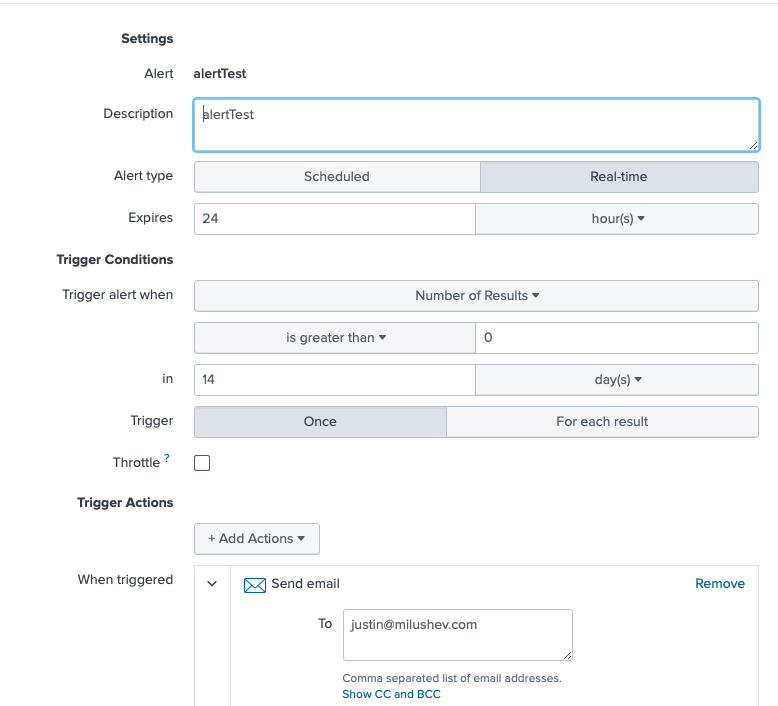 Settings
Alert alertTest
Description alertTest
Alert type Scheduled Real-time
Expires 24 hour(s)
Trigger Conditions
Trigger alert when Number of Results
is greater than 0
in 14 day(s)
Trigger Once For each result
Throttle ?
Trigger Actions
+ Add Actions
When triggered Send email Remove
To justin@milushev.com
Comma separated list of email addresses.
Show CC and BCC